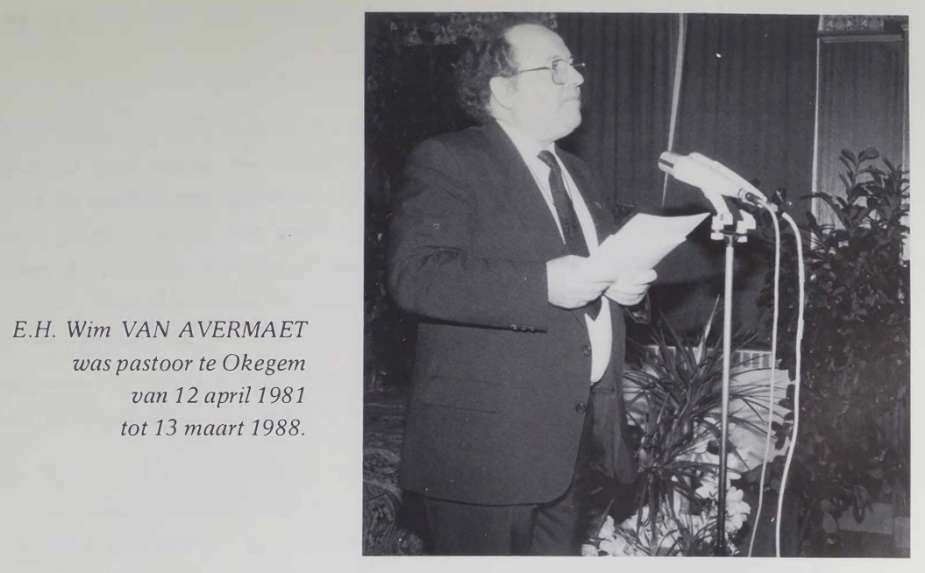 E.H. Wim VAN AVERMAET
was pastoor te Okegem
van 12 april 1981
tot 13 maart 1988.